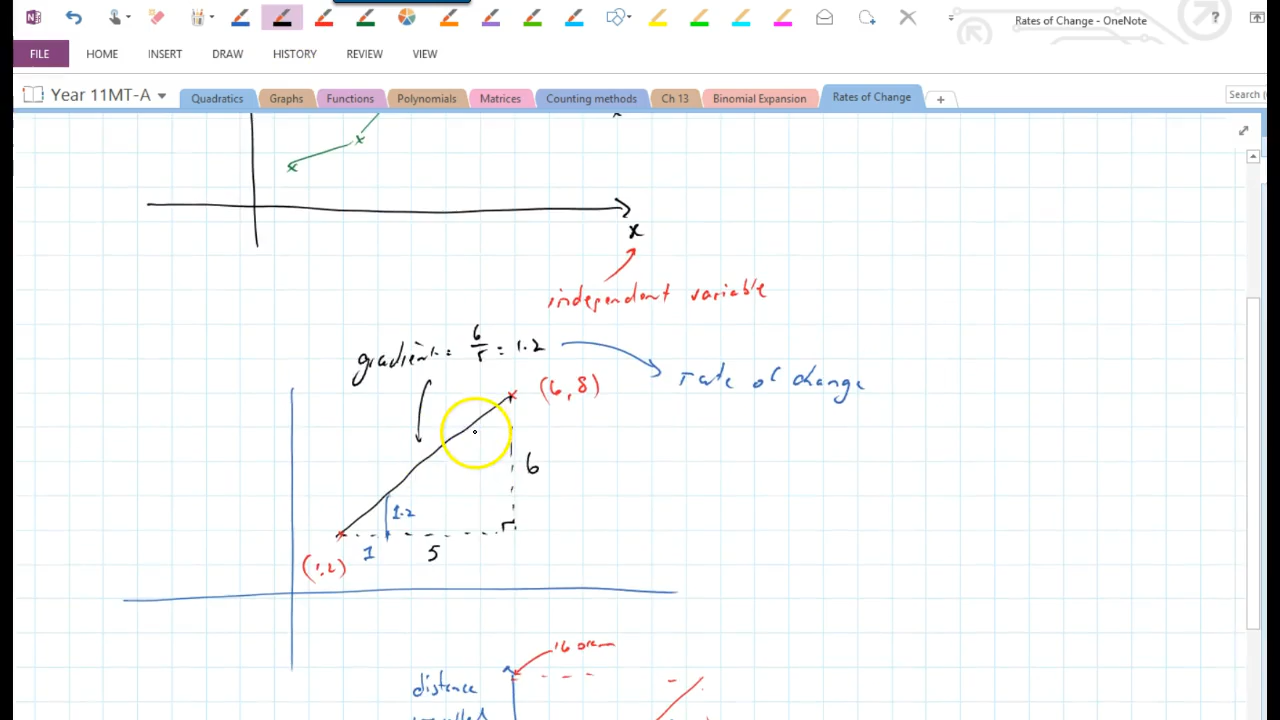 Rates of Change - OneNote
?
FILE HOME INSERT DRAW HISTORY REVIEW VIEW
Year 11MT-A Quadratics Graphs Functions Polynomials Matrices Counting methods Ch 13 Binomial Expansion Rates of Change + Search (
x
independent variable
gradient = 6/5 = 1.2
rate of change
(6, 8)
6
1.2
1 5
(1,2)
distance